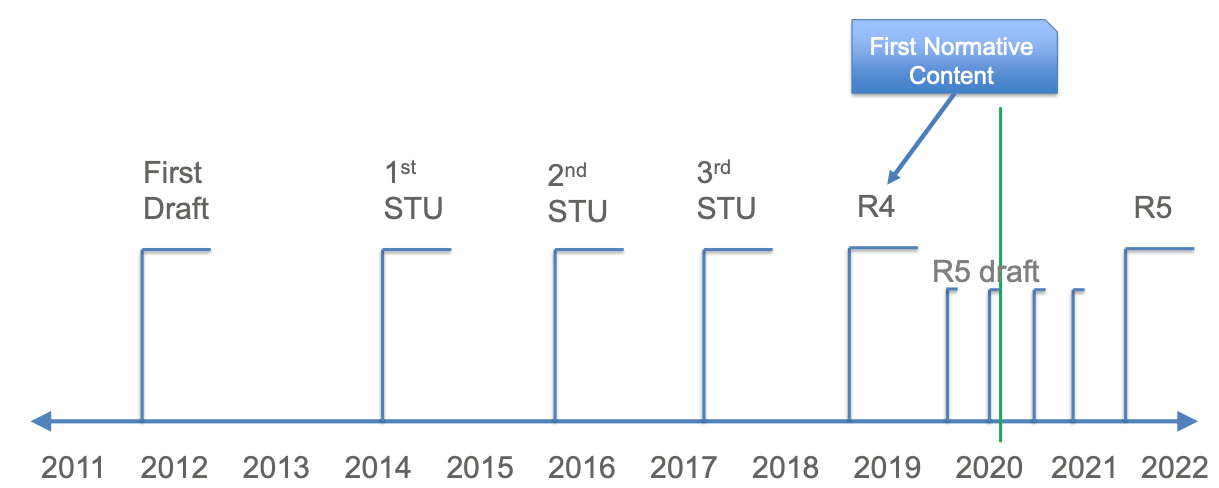 First Normative
Content
First
Draft
1st
STU
2nd
STU
3rd
STU
R4
R5
R5 draft
2011 2012 2013 2014 2015 2016 2017 2018 2019 2020 2021 2022